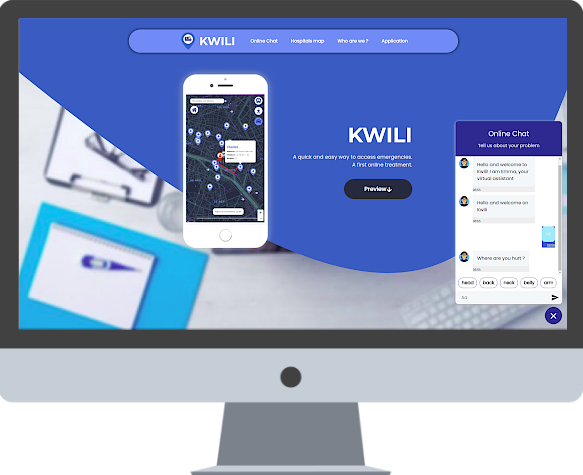 KWILI
Online Chat
Hospitals map
Who are we ?
Application
KWILI
A quick and easy way to access emergencies.
A first online treatment.
Preview
Online Chat
Tell us about your problem
Hello and welcome to
Kwili! I am Emma, your
virtual assistant
Hello and welcome on
Kwili
Where are you hurt ?
head
back
neck
belly
arm